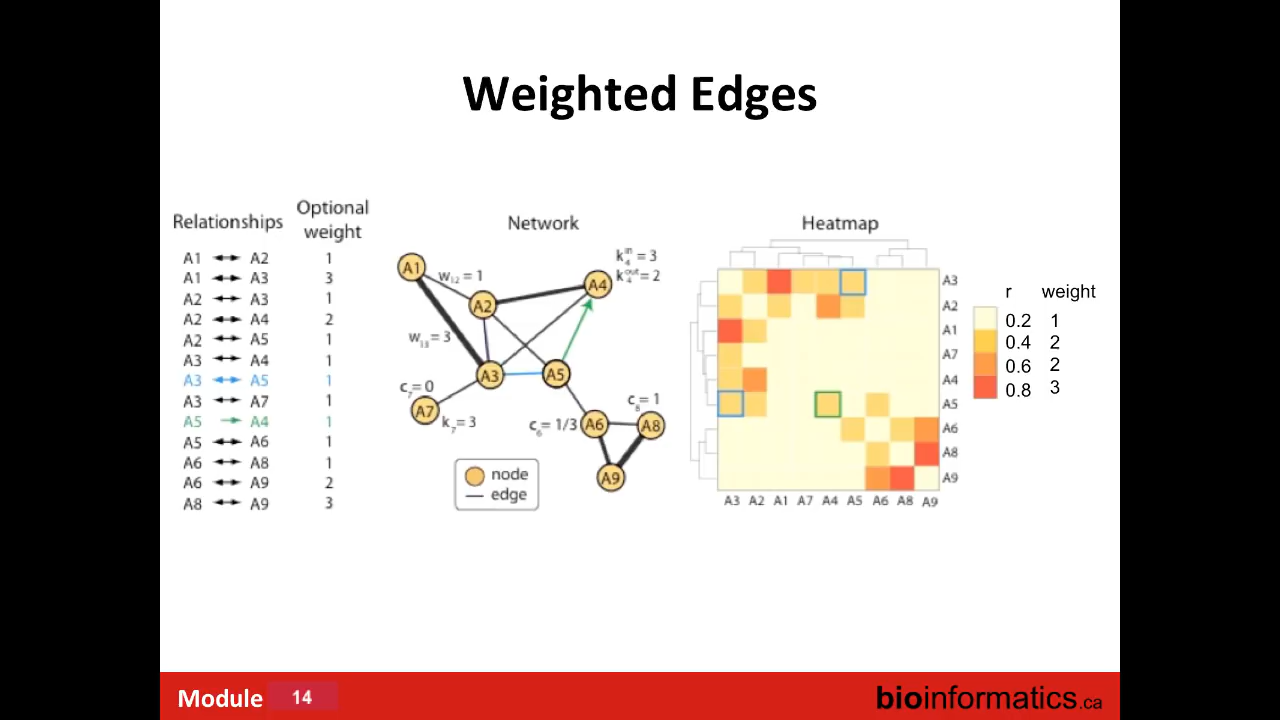 Weighted Edges
Relationships
Optional
weight
A1 ↔ A2 1
A1 ↔ A3 3
A2 ↔ A3 1
A2 ↔ A4 2
A2 ↔ A5 1
A3 ↔ A4 1
A3 ↔ A5 1
A3 ↔ A7 1
A5 → A4 1
A5 ↔ A6 1
A6 ↔ A8 1
A6 ↔ A9 2
A8 ↔ A9 3
Network
A1
w12 = 1
A2
k4in = 3
k4out = 2
A4
w13 = 3
A3
A5
c7 = 0
A7
k7 = 3
c6 = 1/3
A6
c8 = 1
A8
A9
node
edge
Heatmap
A3
A2
A1
A7
A4
A5
A6
A8
A9
A3 A2 A1 A7 A4 A5 A6 A8 A9
r weight
0.2 1
0.4 2
0.6 2
0.8 3
Module 14
bioinformatics.ca